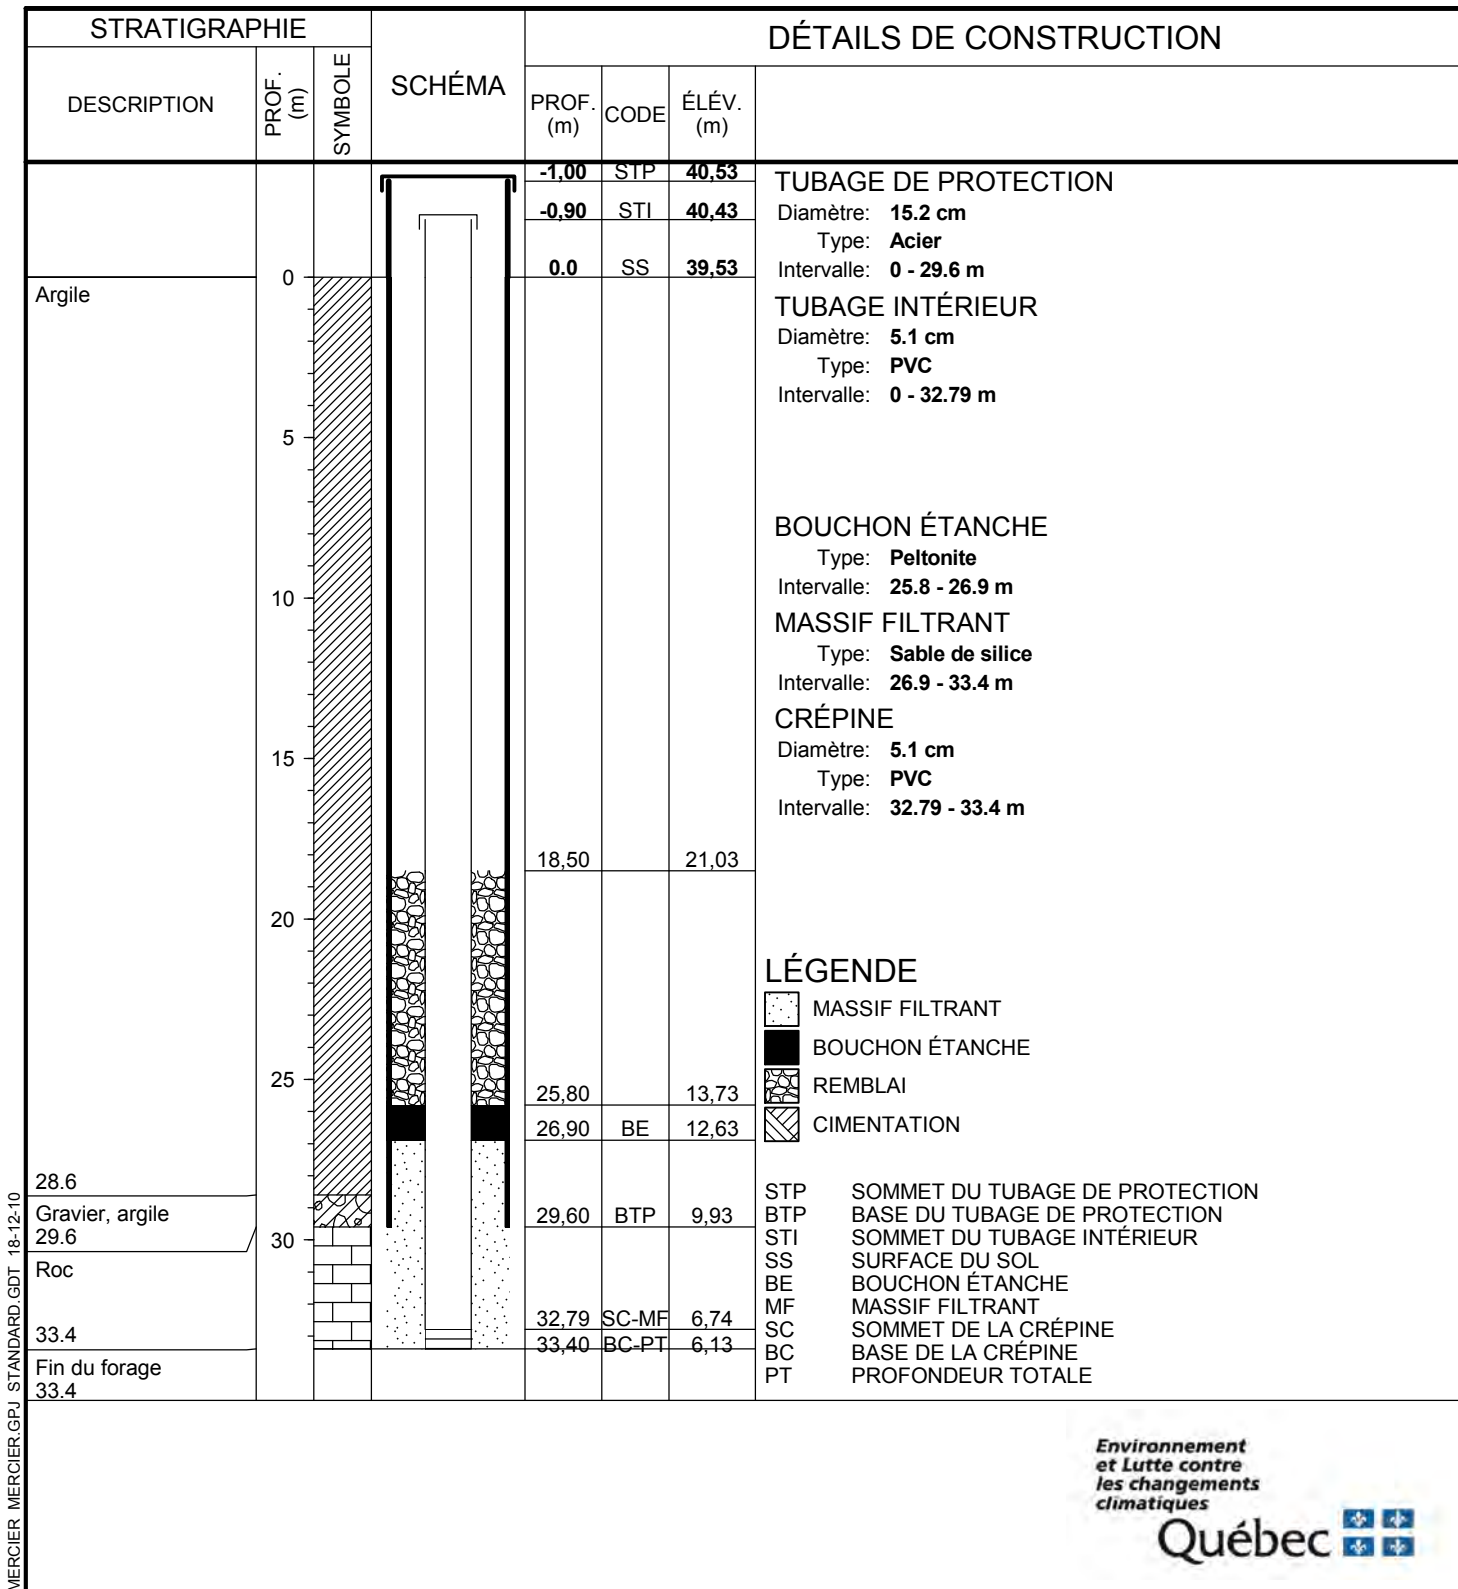 STRATIGRAPHIE
DESCRIPTION
PROF. (m)
SYMBOLE
SCHÉMA
DÉTAILS DE CONSTRUCTION
PROF. (m)
CODE
ÉLÉV. (m)
-1,00 STP 40,53
-0,90 STI 40,43
0.0 SS 39,53
18,50 21,03
25,80 13,73
26,90 BE 12,63
29,60 BTP 9,93
32,79 SC-MF 6,74
33,40 BC-PT 6,13
Argile
28.6
Gravier, argile
29.6
Roc
33.4
Fin du forage
33.4
0
5
10
15
20
25
30
TUBAGE DE PROTECTION
Diamètre: 15.2 cm
Type: Acier
Intervalle: 0 - 29.6 m
TUBAGE INTÉRIEUR
Diamètre: 5.1 cm
Type: PVC
Intervalle: 0 - 32.79 m
BOUCHON ÉTANCHE
Type: Peltonite
Intervalle: 25.8 - 26.9 m
MASSIF FILTRANT
Type: Sable de silice
Intervalle: 26.9 - 33.4 m
CRÉPINE
Diamètre: 5.1 cm
Type: PVC
Intervalle: 32.79 - 33.4 m
LÉGENDE
MASSIF FILTRANT
BOUCHON ÉTANCHE
REMBLAI
CIMENTATION
STP SOMMET DU TUBAGE DE PROTECTION
BTP BASE DU TUBAGE DE PROTECTION
STI SOMMET DU TUBAGE INTÉRIEUR
SS SURFACE DU SOL
BE BOUCHON ÉTANCHE
MF MASSIF FILTRANT
SC SOMMET DE LA CRÉPINE
BC BASE DE LA CRÉPINE
PT PROFONDEUR TOTALE
MERCIER MERCIER.GPJ STANDARD.GDT 18-12-10
Environnement
et Lutte contre
les changements
climatiques
Québec